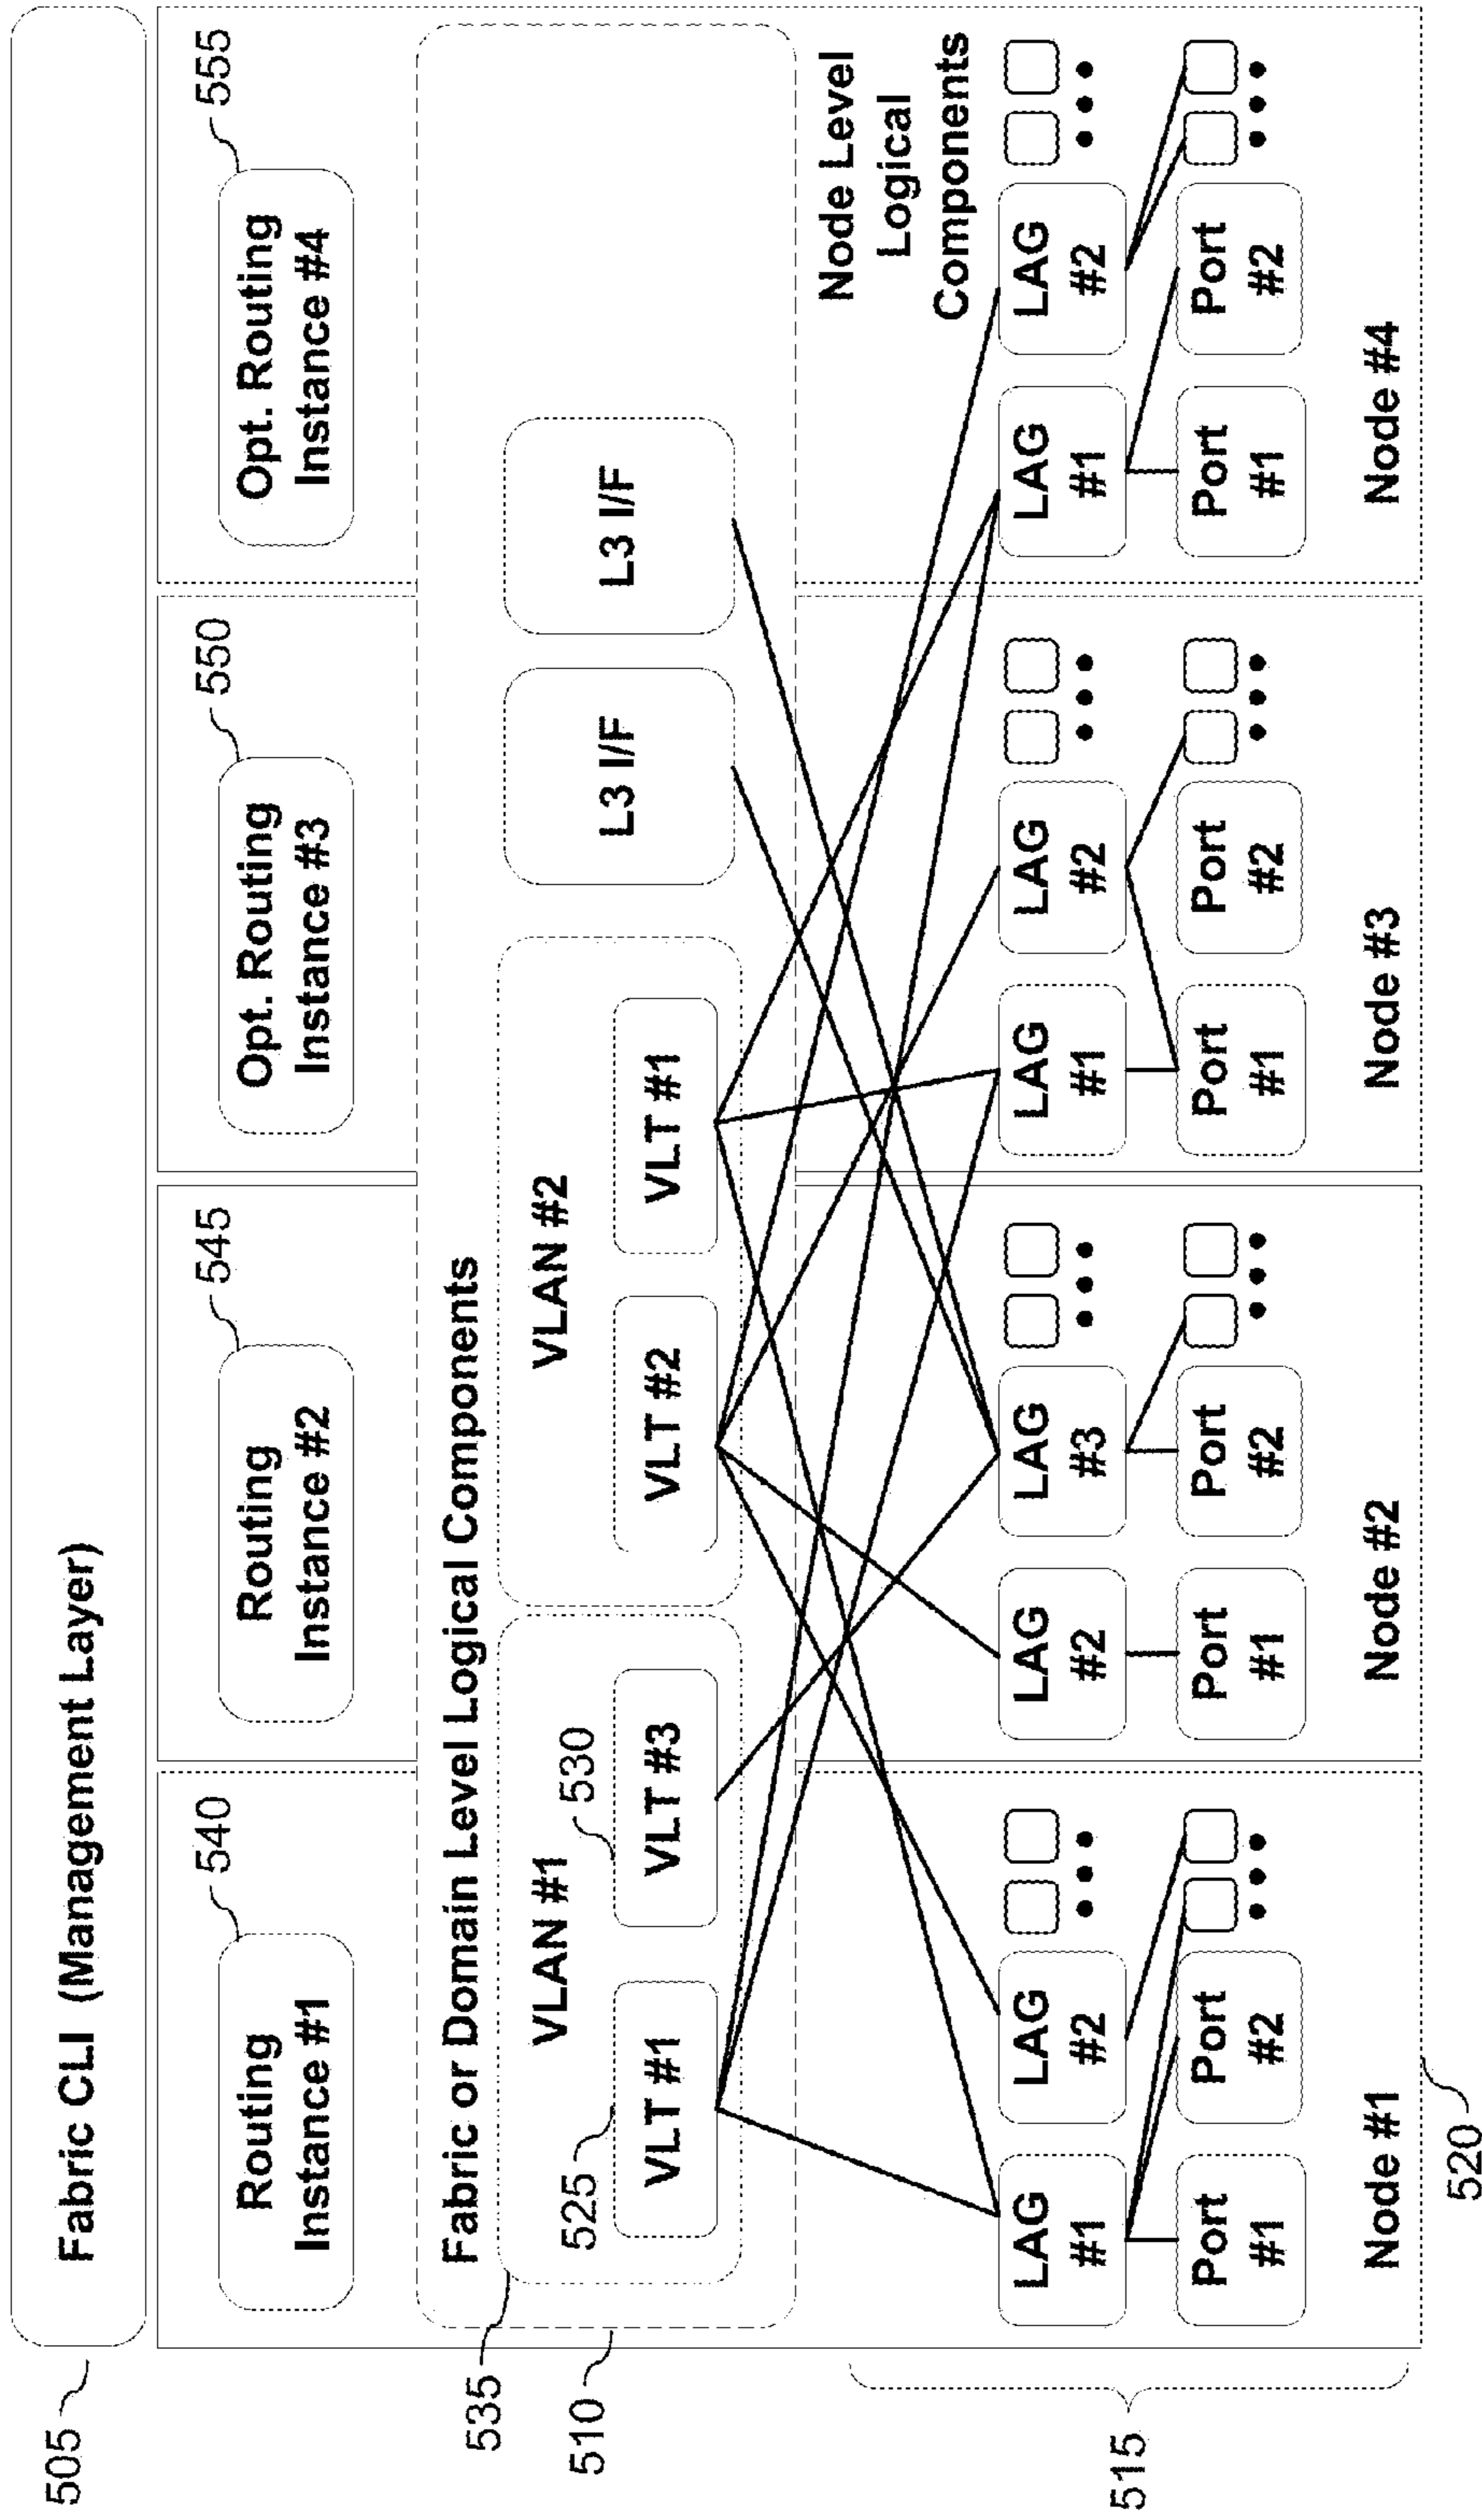 505
Fabric CLI (Management Layer)
540
545
550
555
Routing
Instance #1
Routing
Instance #2
Opt. Routing
Instance #3
Opt. Routing
Instance #4
535
510
Fabric or Domain Level Logical Components
VLAN #1
VLAN #2
525
530
VLT #1
VLT #3
VLT #2
VLT #1
L3 I/F
L3 I/F
515
Node Level
Logical
Components
LAG
#1
LAG
#2
LAG
#2
LAG
#3
LAG
#1
LAG
#2
LAG
#1
LAG
#2
Port
#1
Port
#2
Port
#1
Port
#2
Port
#1
Port
#2
Port
#1
Port
#2
Node #1
Node #2
Node #3
Node #4
520